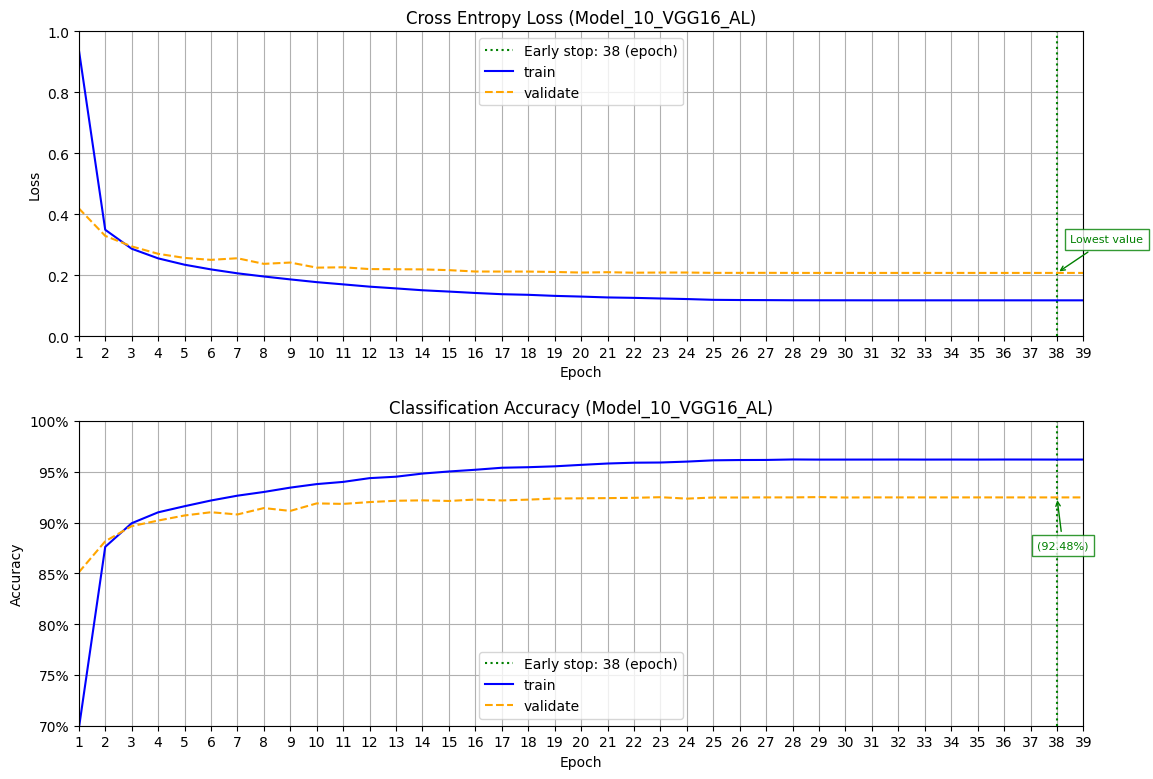 Cross Entropy Loss (Model_10_VGG16_AL)
1.0
0.8
0.6
0.4
0.2
0.0
Loss
Early stop: 38 (epoch)
train
validate
Lowest value
1 2 3 4 5 6 7 8 9 10 11 12 13 14 15 16 17 18 19 20 21 22 23 24 25 26 27 28 29 30 31 32 33 34 35 36 37 38 39
Epoch
Classification Accuracy (Model_10_VGG16_AL)
100%
95%
90%
85%
80%
75%
70%
Accuracy
(92.48%)
Early stop: 38 (epoch)
train
validate
1 2 3 4 5 6 7 8 9 10 11 12 13 14 15 16 17 18 19 20 21 22 23 24 25 26 27 28 29 30 31 32 33 34 35 36 37 38 39
Epoch